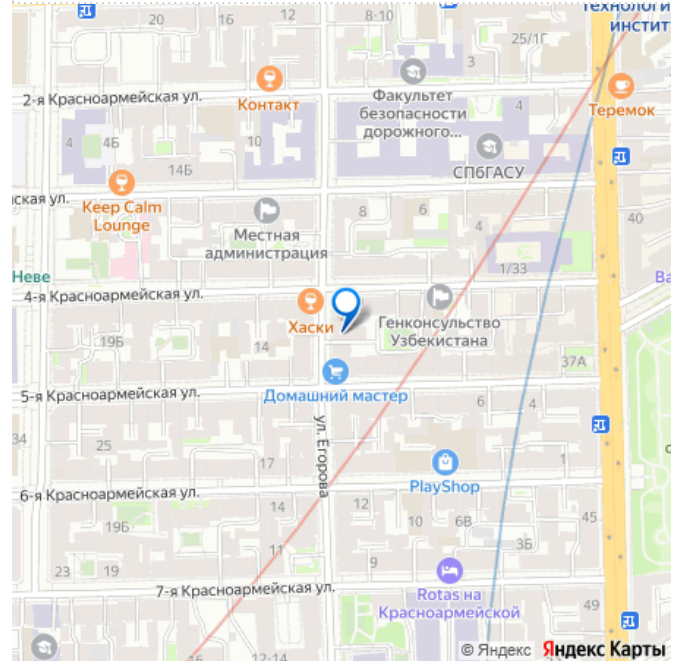 технологи
инстит
20
16
12
8-10
25/1Г
2-я Красноармейская ул.
Контакт
Факультет
безопасности
дорожного...
Теремок
4
4Б
14Б
10
СПбГАСУ
ская ул.
Keep Calm
Lounge
Местная
администрация
8
6
4
40
1/33
Неве
Ва
4-я Красноармейская ул.
Хаски
Генконсульство
Узбекистана
19Б
14
37А
5-я Красноармейская ул.
Домашний мастер
6
4
34
25
17
ул. Егорова
PlayShop
1
6-я Красноармейская ул.
19Б
11
12
10
6В
3Б
45
23
19
9
7-я Красноармейская ул.
Rotas на
Красноармейской
49
12-14
© Яндекс Яндекс Карты